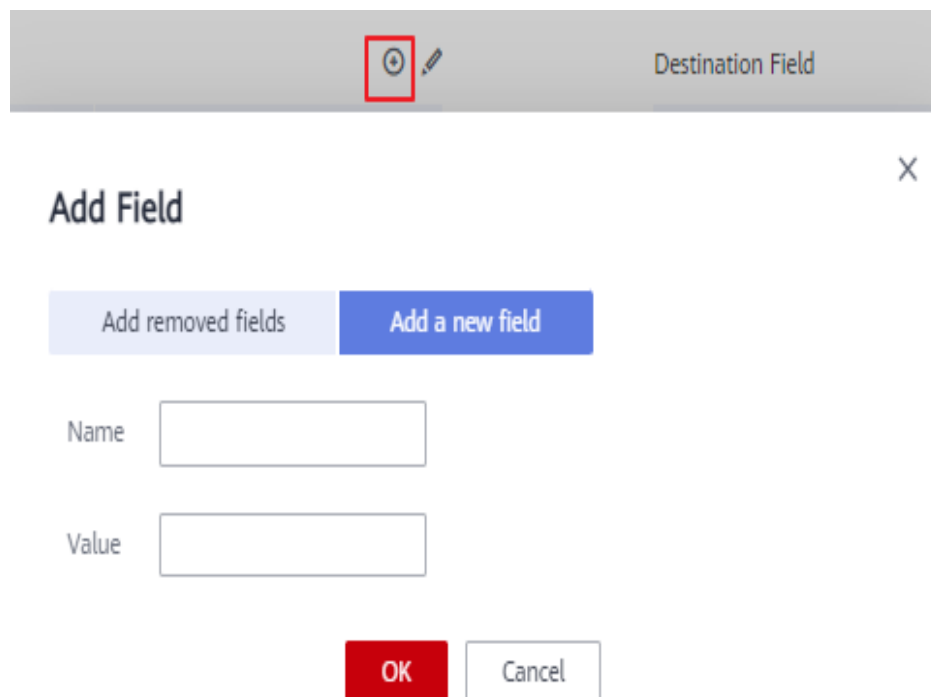 Destination Field
Add Field
Add removed fields
Add a new field
Name
Value
OK
Cancel